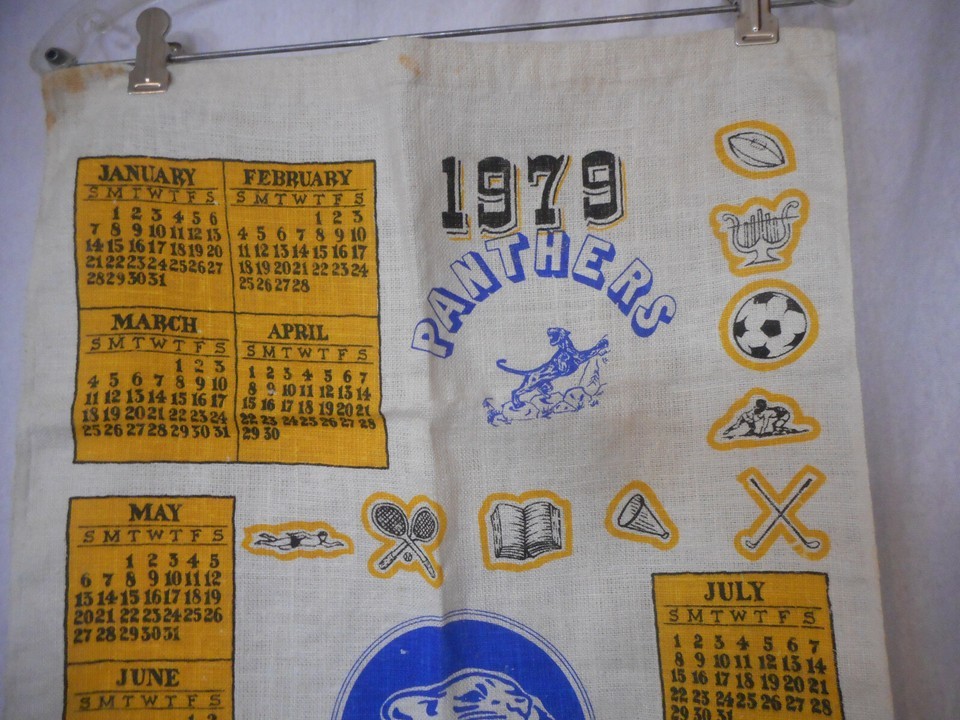 1979
PANTHERS
JANUARY
S M T W T F S
1 2 3 4 5 6
7 8 9 10 11 12 13
14 15 16 17 18 19 20
21 22 23 24 25 26 27
28 29 30 31
FEBRUARY
S M T W T F S
1 2 3
4 5 6 7 8 9 10
11 12 13 14 15 16 17
18 19 20 21 22 23 24
25 26 27 28
MARCH
S M T W T F S
1 2 3
4 5 6 7 8 9 10
11 12 13 14 15 16 17
18 19 20 21 22 23 24
25 26 27 28 29 30 31
APRIL
S M T W T F S
1 2 3 4 5 6 7
8 9 10 11 12 13 14
15 16 17 18 19 20 21
22 23 24 25 26 27 28
29 30
MAY
S M T W T F S
1 2 3 4 5
6 7 8 9 10 11 12
13 14 15 16 17 18 19
20 21 22 23 24 25 26
27 28 29 30 31
JUNE
S M T W T F S
1 2
JULY
S M T W T F S
1 2 3 4 5 6 7
8 9 10 11 12 13 14
15 16 17 18 19 20 21
22 23 24 25 26 27 28
29 30 31